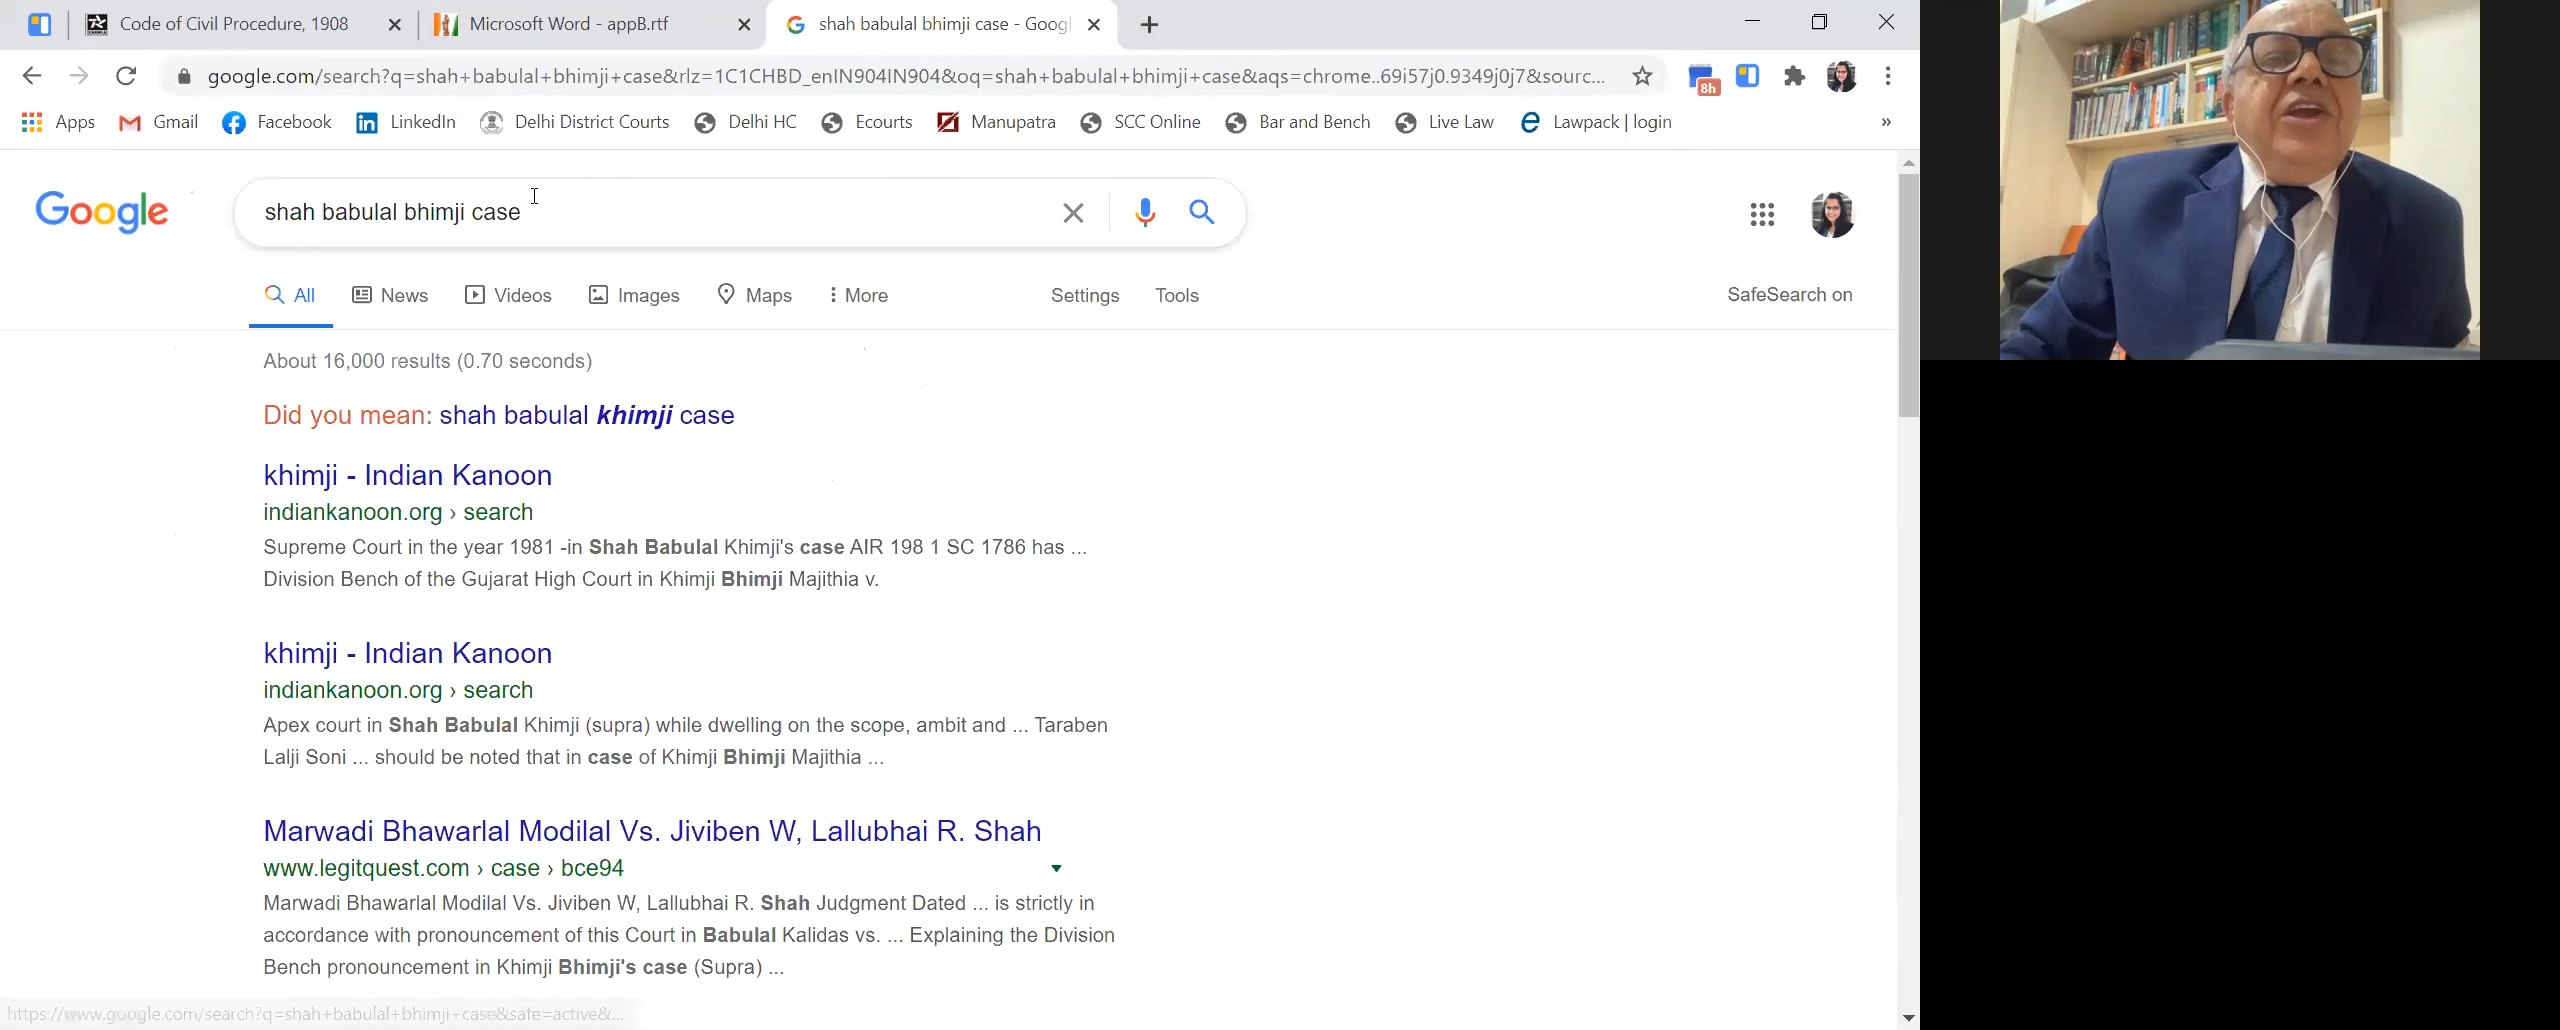 Code of Civil Procedure, 1908
Microsoft Word - appB.rtf
shah babulal bhimji case - Googl
google.com/search?q=shah+babulal+bhimji+case&rlz=1C1CHBD_enIN904IN904&oq=shah+babulal+bhimji+case&aqs=chrome..69i57j0.9349j0j7&sourc...
8h
Apps
Gmail
Facebook
LinkedIn
Delhi District Courts
Delhi HC
Ecourts
Manupatra
SCC Online
Bar and Bench
Live Law
Lawpack | login
»
Google
shah babulal bhimji case
All
News
Videos
Images
Maps
More
Settings
Tools
SafeSearch on
About 16,000 results (0.70 seconds)
Did you mean: shah babulal khimji case
khimji - Indian Kanoon
indiankanoon.org › search
Supreme Court in the year 1981 -in Shah Babulal Khimji's case AIR 198 1 SC 1786 has ...
Division Bench of the Gujarat High Court in Khimji Bhimji Majithia v.
khimji - Indian Kanoon
indiankanoon.org › search
Apex court in Shah Babulal Khimji (supra) while dwelling on the scope, ambit and ... Taraben
Lalji Soni ... should be noted that in case of Khimji Bhimji Majithia ...
Marwadi Bhawarlal Modilal Vs. Jiviben W, Lallubhai R. Shah
www.legitquest.com › case › bce94
Marwadi Bhawarlal Modilal Vs. Jiviben W, Lallubhai R. Shah Judgment Dated ... is strictly in
accordance with pronouncement of this Court in Babulal Kalidas vs. ... Explaining the Division
Bench pronouncement in Khimji Bhimji's case (Supra) ...
https://www.google.com/search?q=shah+babulal+bhimji+case&safe=active&...